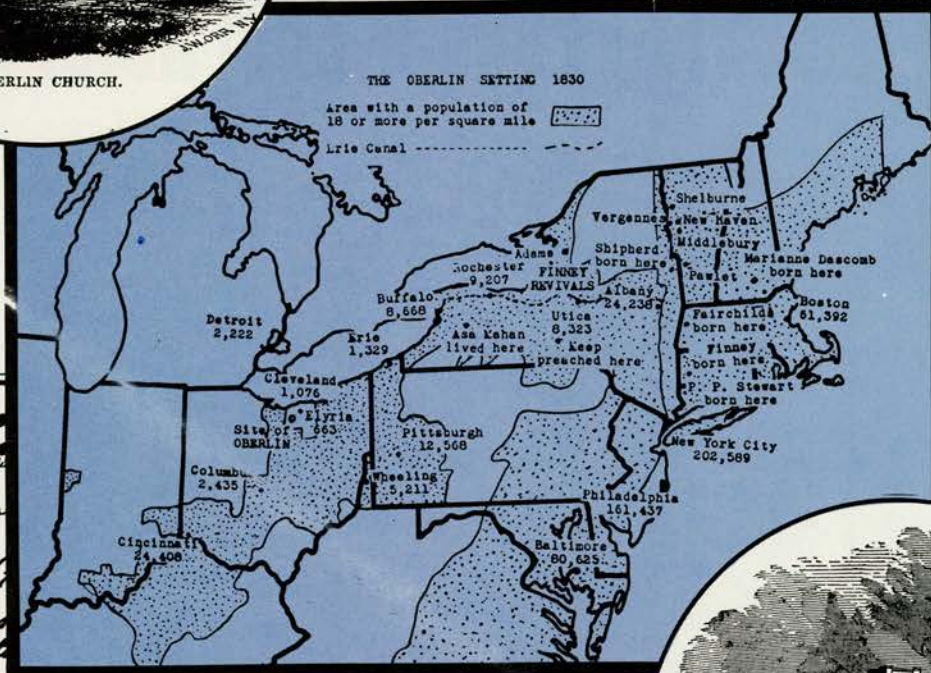 ERLIN CHURCH.
THE OBERLIN SETTING 1830
Area with a population of
18 or more per square mile
Erie Canal
Shelburne
Vergennes
New Haven
Middlebury
Adams
Shipherd
born here
Pawlet
Marianne Dascomb
born here
Rochester
9,207
FINNEY
REVIVALS
Albany
24,238
Buffalo
8,668
Boston
61,392
Fairchilds
born here
Detroit
2,222
Utica
8,323
Erie
1,329
Asa Mahan
lived here
Keep
preached here
Finney
born here
P. P. Stewart
born here
Cleveland
1,076
Elyria
663
Site of
OBERLIN
Pittsburgh
12,568
New York City
202,589
Columbu
2,435
Wheeling
5,211
Philadelphia
161,437
Cincinnati
24,408
Baltimore
80,625